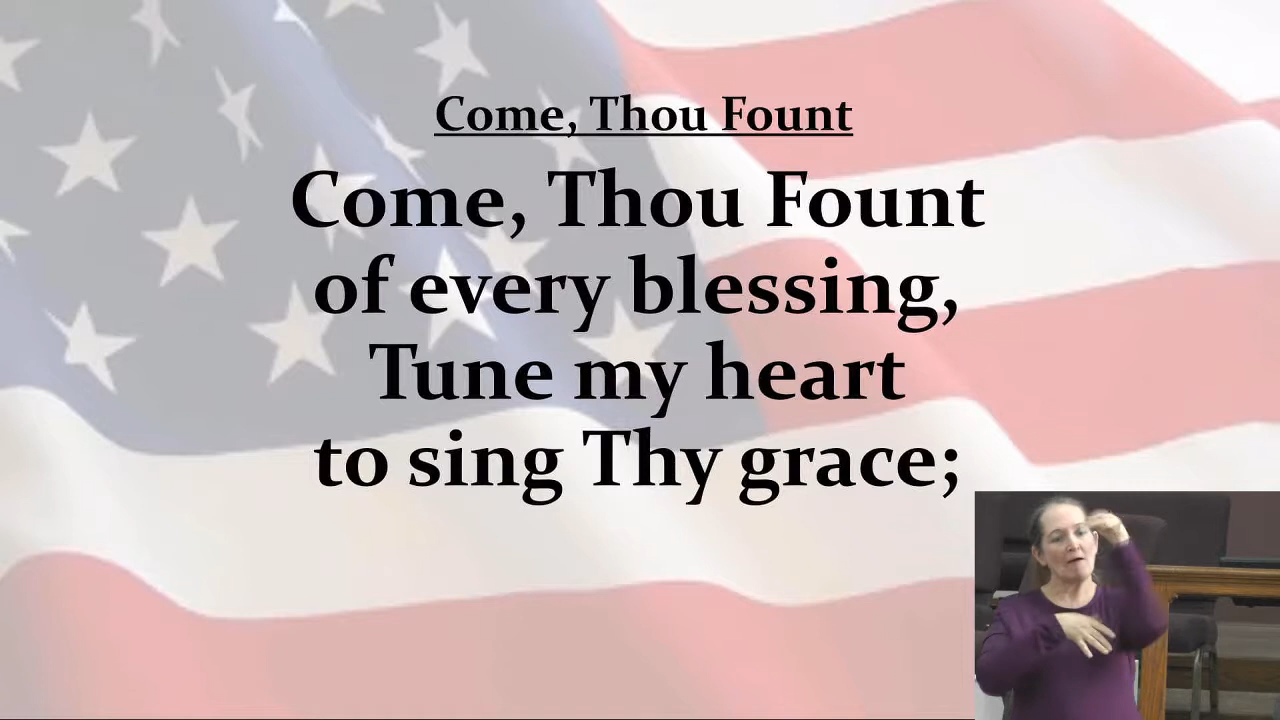 Come, Thou Fount
Come, Thou Fount
of every blessing,
Tune my heart
to sing Thy grace;